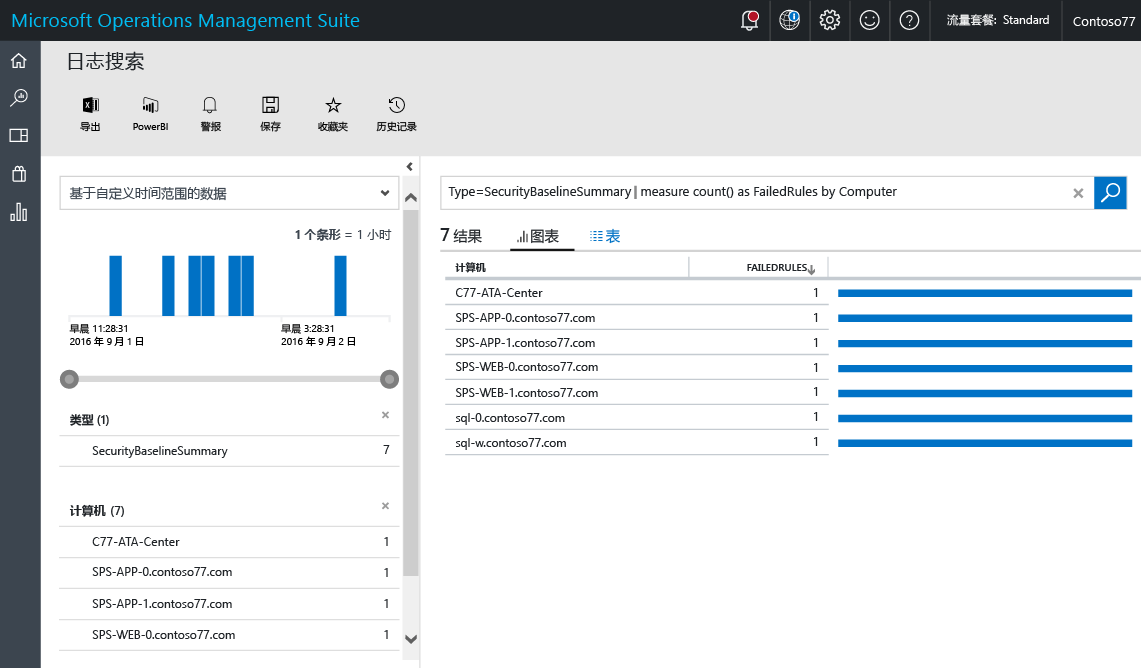 Microsoft Operations Management Suite
流量套餐: Standard
Contoso77
日志搜索
导出
PowerBI
警报
保存
收藏夹
历史记录
基于自定义时间范围的数据
1 个条形 = 1 小时
早晨 11:28:31
2016 年 9 月 1 日
早晨 3:28:31
2016 年 9 月 2 日
类型 (1)
SecurityBaselineSummary 7
计算机 (7)
C77-ATA-Center 1
SPS-APP-0.contoso77.com 1
SPS-APP-1.contoso77.com 1
SPS-WEB-0.contoso77.com 1
Type=SecurityBaselineSummary | measure count() as FailedRules by Computer
7 结果
图表
表
计算机 FAILEDRULES
C77-ATA-Center 1
SPS-APP-0.contoso77.com 1
SPS-APP-1.contoso77.com 1
SPS-WEB-0.contoso77.com 1
SPS-WEB-1.contoso77.com 1
sql-0.contoso77.com 1
sql-w.contoso77.com 1